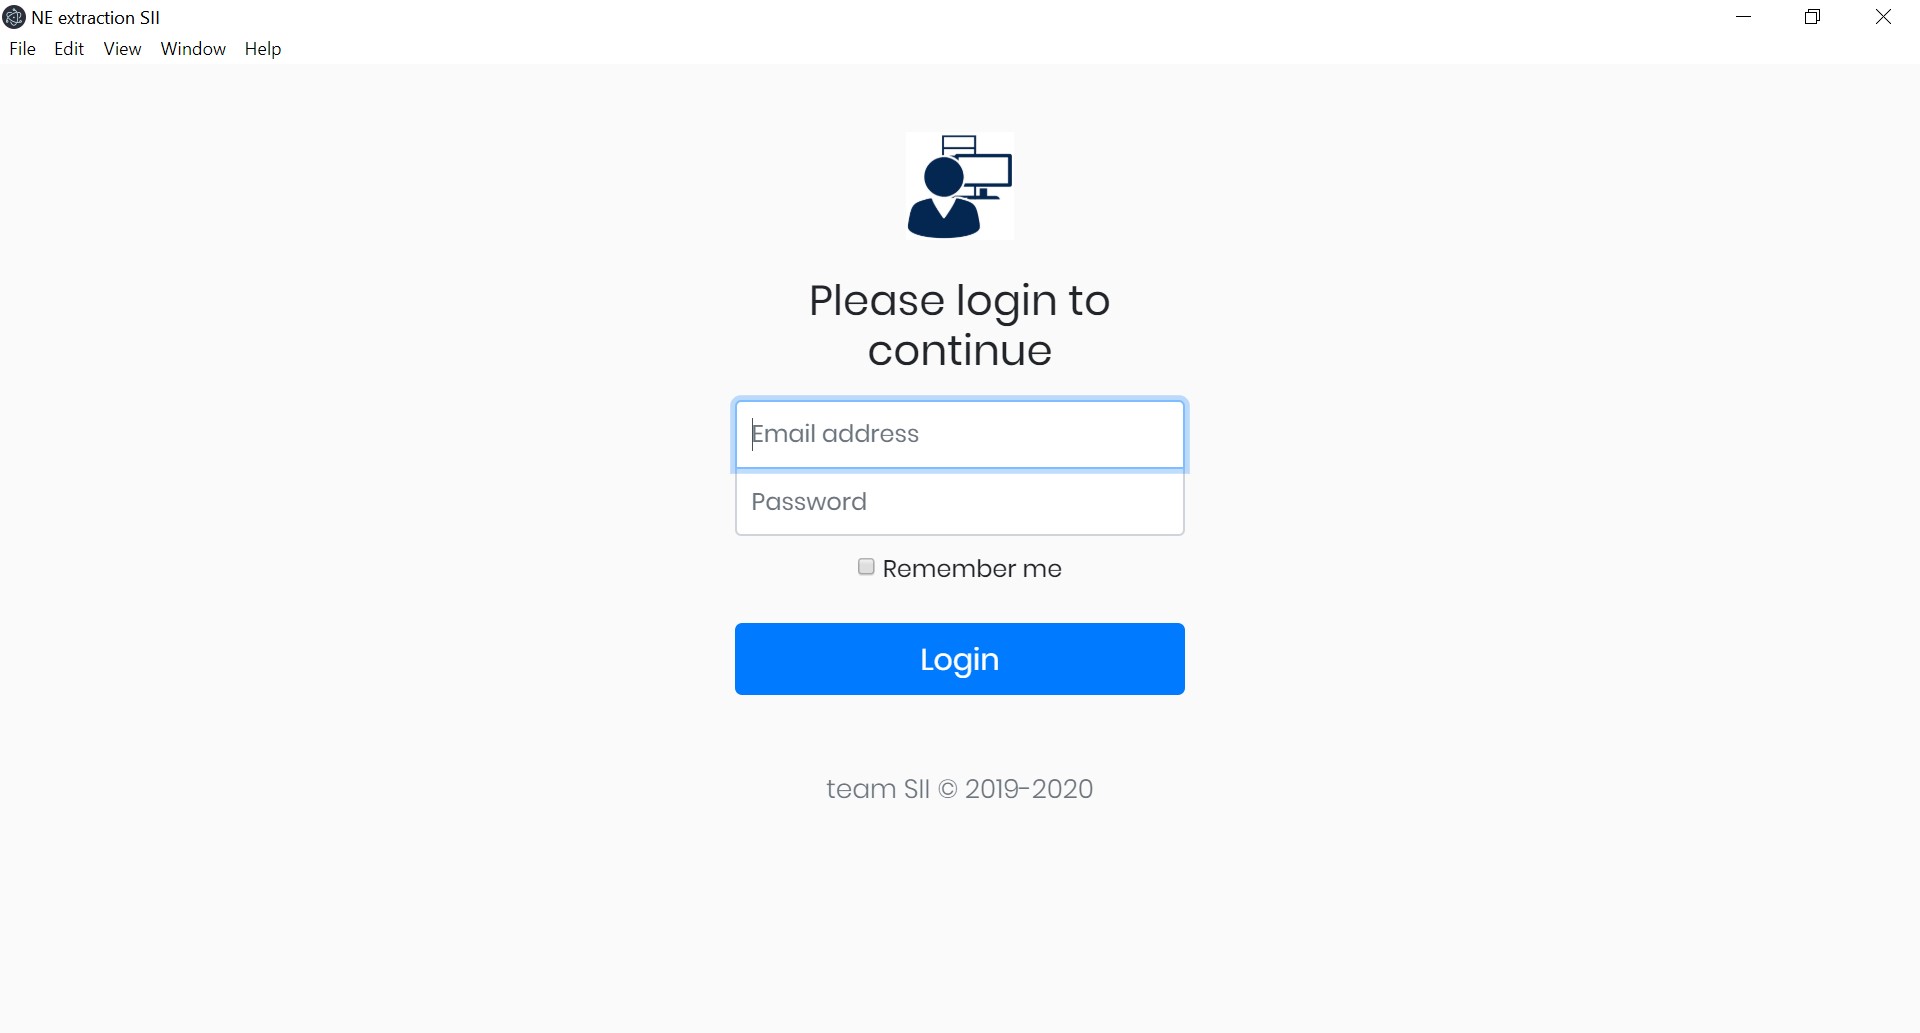 NE extraction SII
File Edit View Window Help
Please login to
continue
Email address
Password
Remember me
Login
team SII © 2019-2020